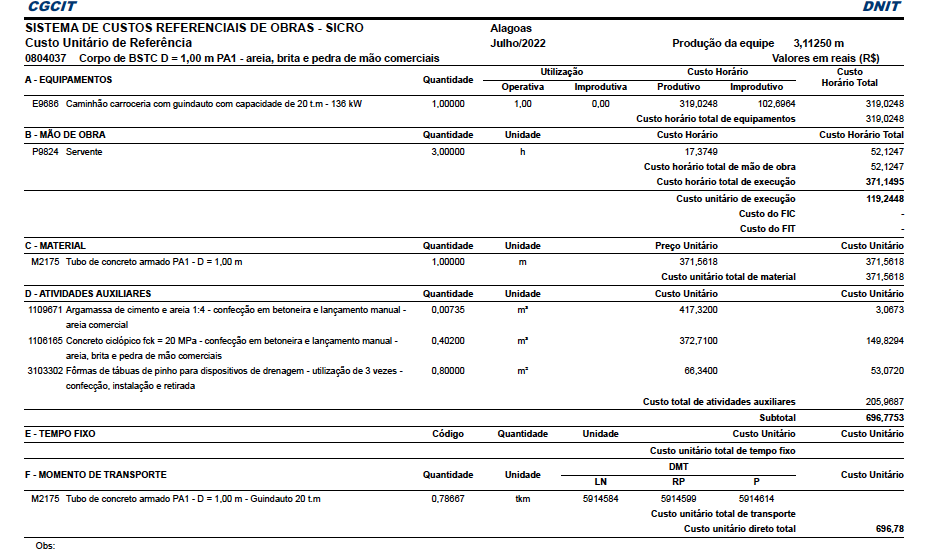 CGCIT DNIT
SISTEMA DE CUSTOS REFERENCIAIS DE OBRAS - SICRO Alagoas
Custo Unitário de Referência Julho/2022 Produção da equipe 3,11250 m
0804037 Corpo de BSTC D = 1,00 m PA1 - areia, brita e pedra de mão comerciais Valores em reais (R$)
A - EQUIPAMENTOS Quantidade Utilização Custo Horário Custo Horário Total
Operativa Improdutiva Produtivo Improdutivo
E9686 Caminhão carroceria com guindauto com capacidade de 20 t.m - 136 kW 1,00000 1,00 0,00 319,0248 102,6964 319,0248
Custo horário total de equipamentos 319,0248
B - MÃO DE OBRA Quantidade Unidade Custo Horário Custo Horário Total
P9824 Servente 3,00000 h 17,3749 52,1247
Custo horário total de mão de obra 52,1247
Custo horário total de execução 371,1495
Custo unitário de execução 119,2448
Custo do FIC -
Custo do FIT -
C - MATERIAL Quantidade Unidade Preço Unitário Custo Unitário
M2175 Tubo de concreto armado PA1 - D = 1,00 m 1,00000 m 371,5618 371,5618
Custo unitário total de material 371,5618
D - ATIVIDADES AUXILIARES Quantidade Unidade Custo Unitário Custo Unitário
1109671 Argamassa de cimento e areia 1:4 - confecção em betoneira e lançamento manual - 0,00735 m³ 417,3200 3,0673
areia comercial
1106165 Concreto ciclópico fck = 20 MPa - confecção em betoneira e lançamento manual - 0,40200 m³ 372,7100 149,8294
areia, brita e pedra de mão comerciais
3103302 Fôrmas de tábuas de pinho para dispositivos de drenagem - utilização de 3 vezes - 0,80000 m² 66,3400 53,0720
confecção, instalação e retirada
Custo total de atividades auxiliares 205,9687
Subtotal 696,7753
E - TEMPO FIXO Código Quantidade Unidade Custo Unitário Custo Unitário
Custo unitário total de tempo fixo
F - MOMENTO DE TRANSPORTE Quantidade Unidade DMT Custo Unitário
LN RP P
M2175 Tubo de concreto armado PA1 - D = 1,00 m - Guindauto 20 t.m 0,78667 tkm 5914584 5914599 5914614
Custo unitário total de transporte
Custo unitário direto total 696,78
Obs: